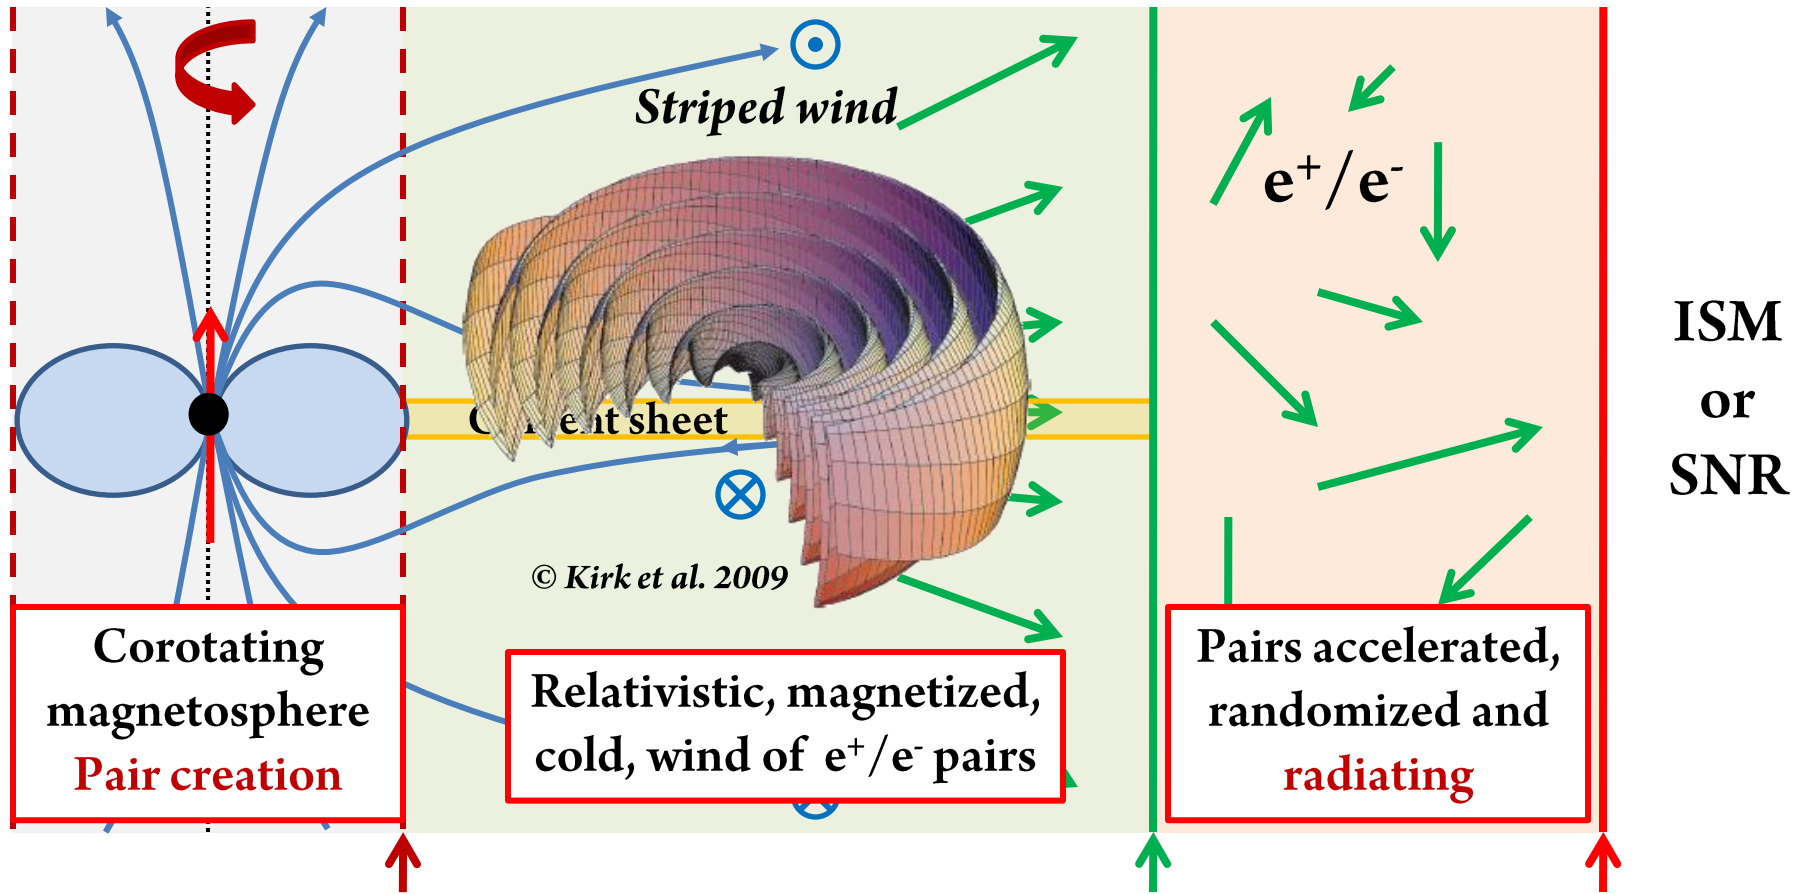 Striped wind
e⁺/e⁻
ISM
or
SNR
sheet
© Kirk et al. 2009
Corotating
magnetosphere
Pair creation
Relativistic, magnetized,
cold, wind of e⁺/e⁻ pairs
Pairs accelerated,
randomized and
radiating